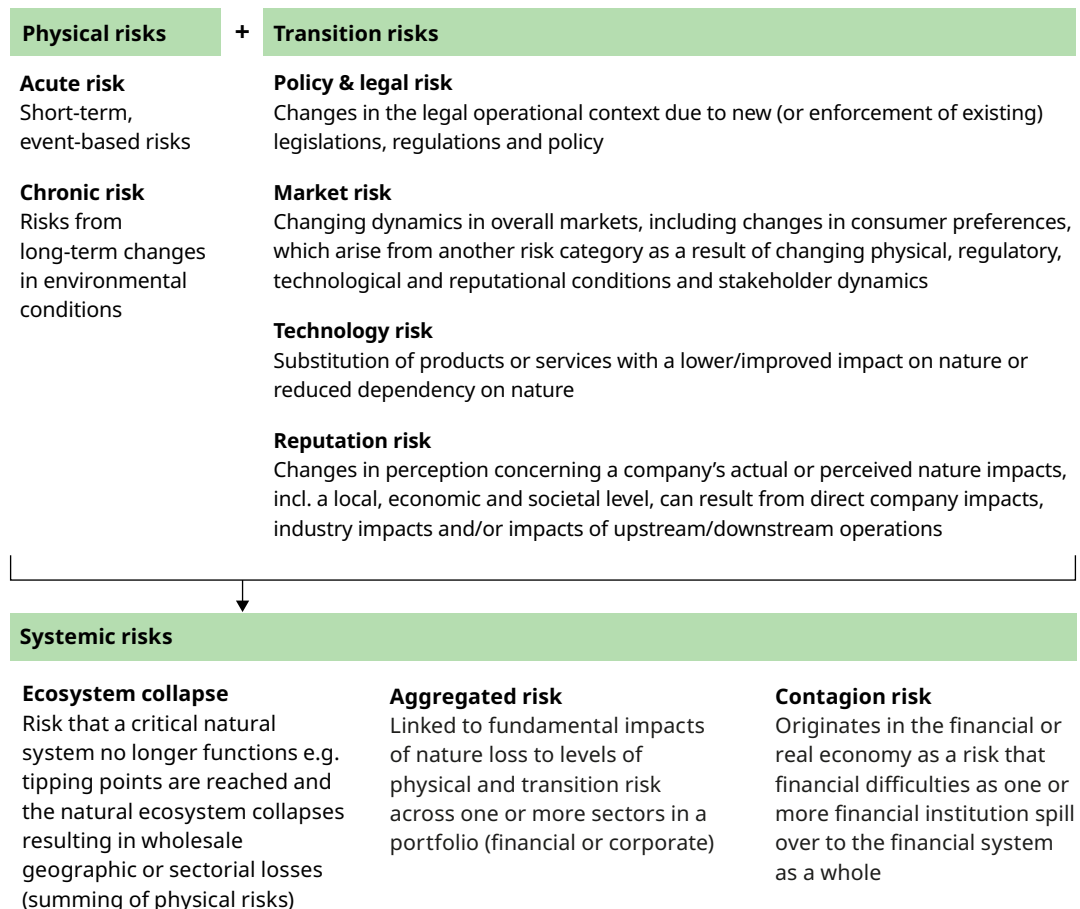 Physical risks + Transition risks
Acute risk
Short-term,
event-based risks
Chronic risk
Risks from
long-term changes
in environmental
conditions
Policy & legal risk
Changes in the legal operational context due to new (or enforcement of existing)
legislations, regulations and policy
Market risk
Changing dynamics in overall markets, including changes in consumer preferences,
which arise from another risk category as a result of changing physical, regulatory,
technological and reputational conditions and stakeholder dynamics
Technology risk
Substitution of products or services with a lower/improved impact on nature or
reduced dependency on nature
Reputation risk
Changes in perception concerning a company’s actual or perceived nature impacts,
incl. a local, economic and societal level, can result from direct company impacts,
industry impacts and/or impacts of upstream/downstream operations
Systemic risks
Ecosystem collapse
Risk that a critical natural
system no longer functions e.g.
tipping points are reached and
the natural ecosystem collapses
resulting in wholesale
geographic or sectorial losses
(summing of physical risks)
Aggregated risk
Linked to fundamental impacts
of nature loss to levels of
physical and transition risk
across one or more sectors in a
portfolio (financial or corporate)
Contagion risk
Originates in the financial or
real economy as a risk that
financial difficulties as one or
more financial institution spill
over to the financial system
as a whole